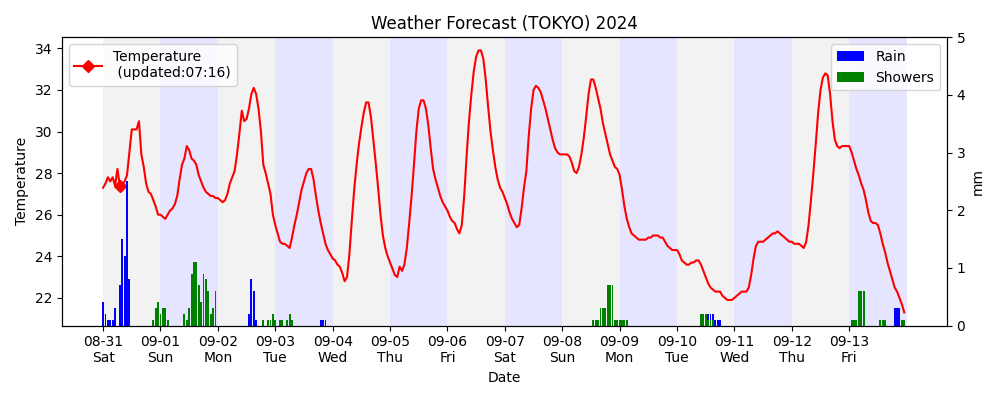 Weather Forecast (TOKYO) 2024
Temperature
(updated:07:16)
Rain
Showers
34
32
30
28
26
24
22
Temperature
5
4
3
2
1
0
mm
08-31 09-01 09-02 09-03 09-04 09-05 09-06 09-07 09-08 09-09 09-10 09-11 09-12 09-13
Sat Sun Mon Tue Wed Thu Fri Sat Sun Mon Tue Wed Thu Fri
Date